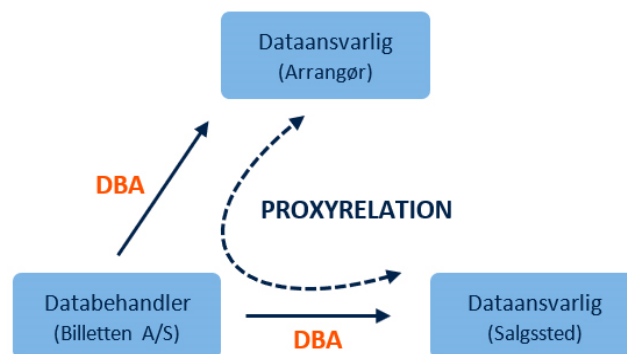 Dataansvarlig
(Arrangør)
DBA
PROXYRELATION
Databehandler
(Billetten A/S)
DBA
Dataansvarlig
(Salgssted)